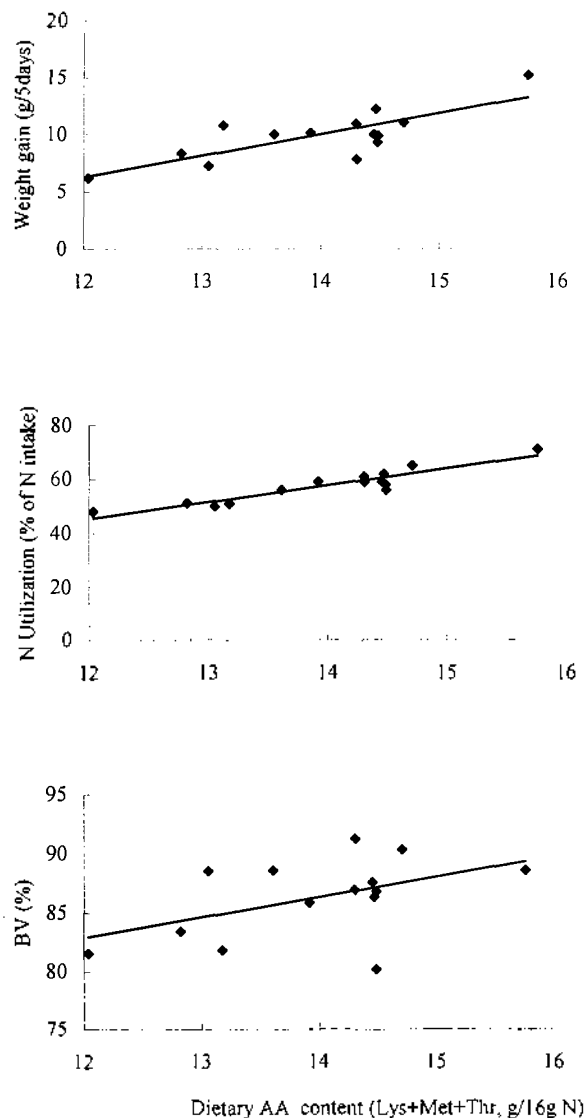 Weight gain (g/5days)
20
15
10
5
0
12 13 14 15 16
N Utilization (% of N intake)
80
60
40
20
0
12 13 14 15 16
BV (%)
95
90
85
80
75
12 13 14 15 16
Dietary AA content (Lys+Met+Thr, g/16g N)